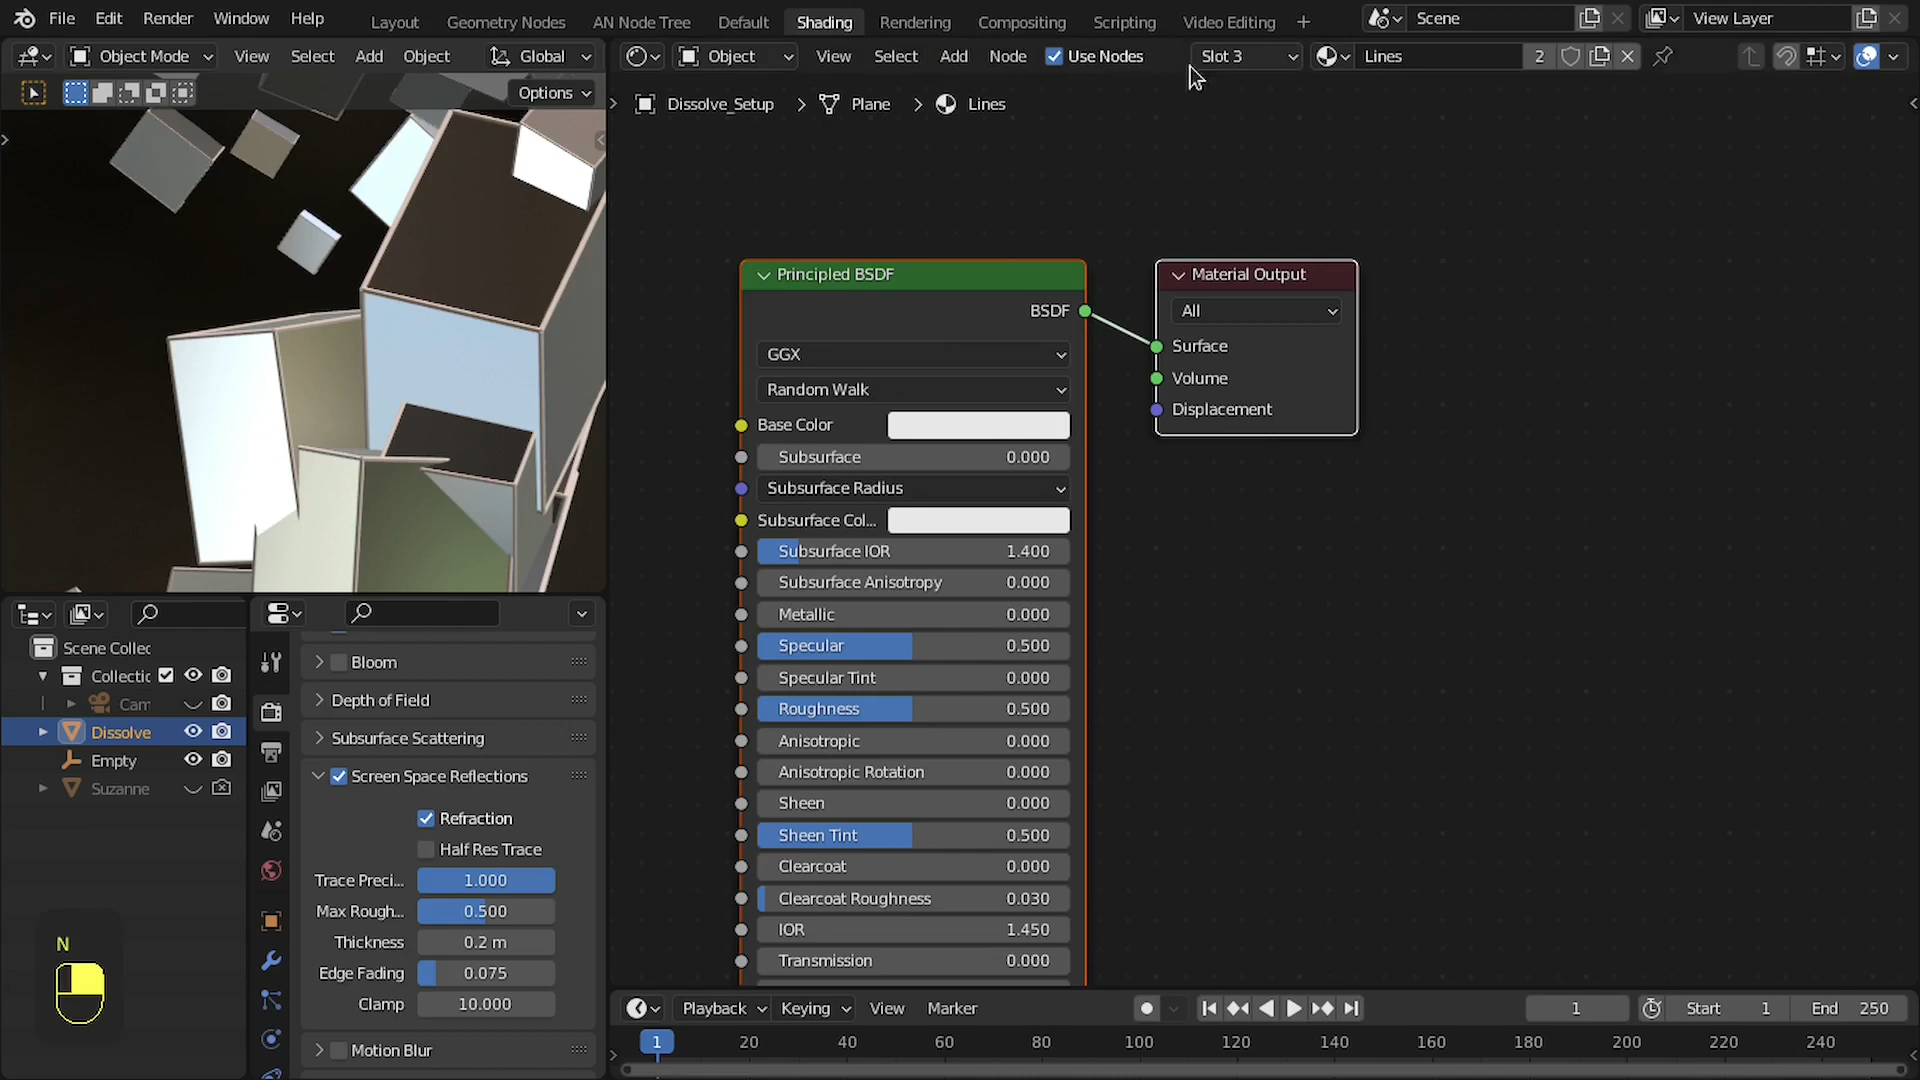 File Edit Render Window Help Layout Geometry Nodes AN Node Tree Default Shading Rendering Compositing Scripting Video Editing + Scene View Layer
Object Mode View Select Add Object Global Object View Select Add Node Use Nodes Slot 3 Lines 2
Options
Dissolve_Setup > Plane > Lines
Principled BSDF
BSDF
GGX
Random Walk
Base Color
Subsurface 0.000
Subsurface Radius
Subsurface Col...
Subsurface IOR 1.400
Subsurface Anisotropy 0.000
Metallic 0.000
Specular 0.500
Specular Tint 0.000
Roughness 0.500
Anisotropic 0.000
Anisotropic Rotation 0.000
Sheen 0.000
Sheen Tint 0.500
Clearcoat 0.000
Clearcoat Roughness 0.030
IOR 1.450
Transmission 0.000
Material Output
All
Surface
Volume
Displacement
Scene Collec
Collectic
Cam
Dissolve
Empty
Suzanne
N
Bloom
Depth of Field
Subsurface Scattering
Screen Space Reflections
Refraction
Half Res Trace
Trace Preci... 1.000
Max Rough... 0.500
Thickness 0.2 m
Edge Fading 0.075
Clamp 10.000
Motion Blur
Playback Keying View Marker 1 Start 1 End 250
1 20 40 60 80 100 120 140 160 180 200 220 240